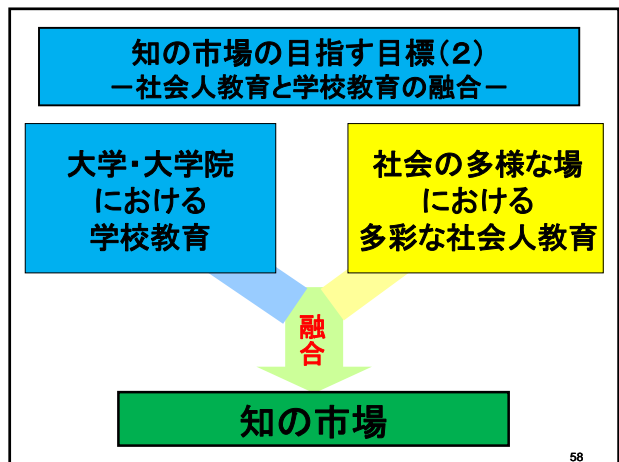 知の市場の目指す目標(2)
－社会人教育と学校教育の融合－
大学・大学院
における
学校教育
社会の多様な場
における
多彩な社会人教育
融
合
知の市場
58